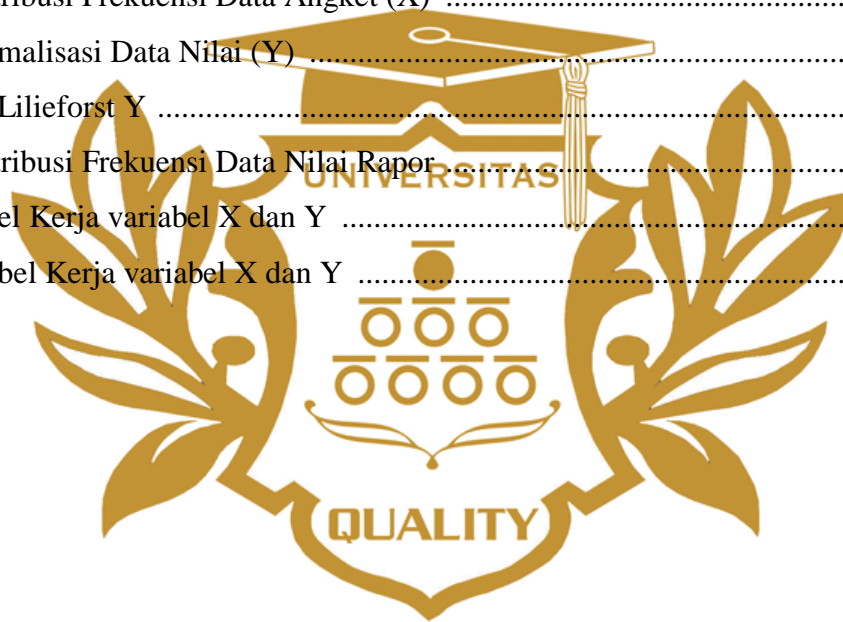 ribusi Frekuensi Data Angket (X) ........................................................
malisasi Data Nilai (Y) ................................................................................
Lilieforst Y ........................................................................................................
ribusi Frekuensi Data Nilai Rapor ..........................................................
UNIVERSITAS
el Kerja variabel X dan Y ...........................................................................
bel Kerja variabel X dan Y .........................................................................
QUALITY